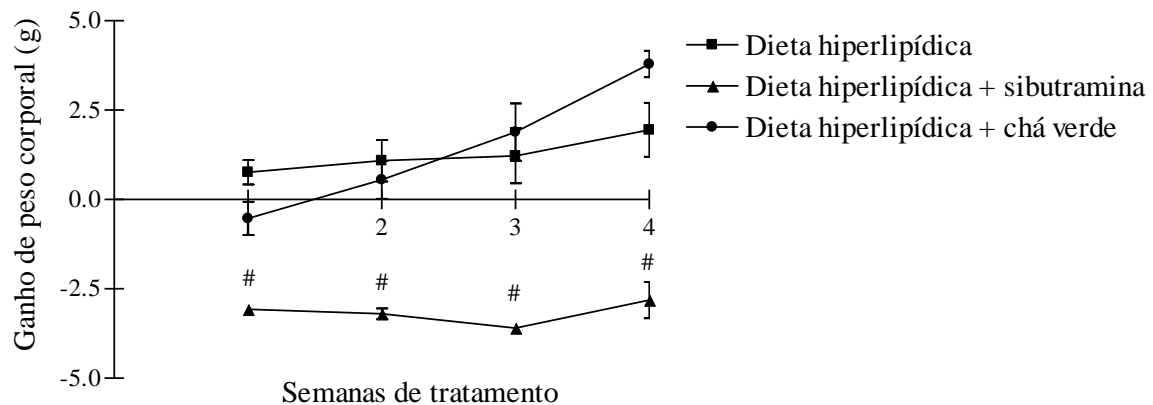 Ganho de peso corporal (g)
5.0
2.5
0.0
-2.5
-5.0
2 3 4
# # # #
Semanas de tratamento
Dieta hiperlipídica
Dieta hiperlipídica + sibutramina
Dieta hiperlipídica + chá verde